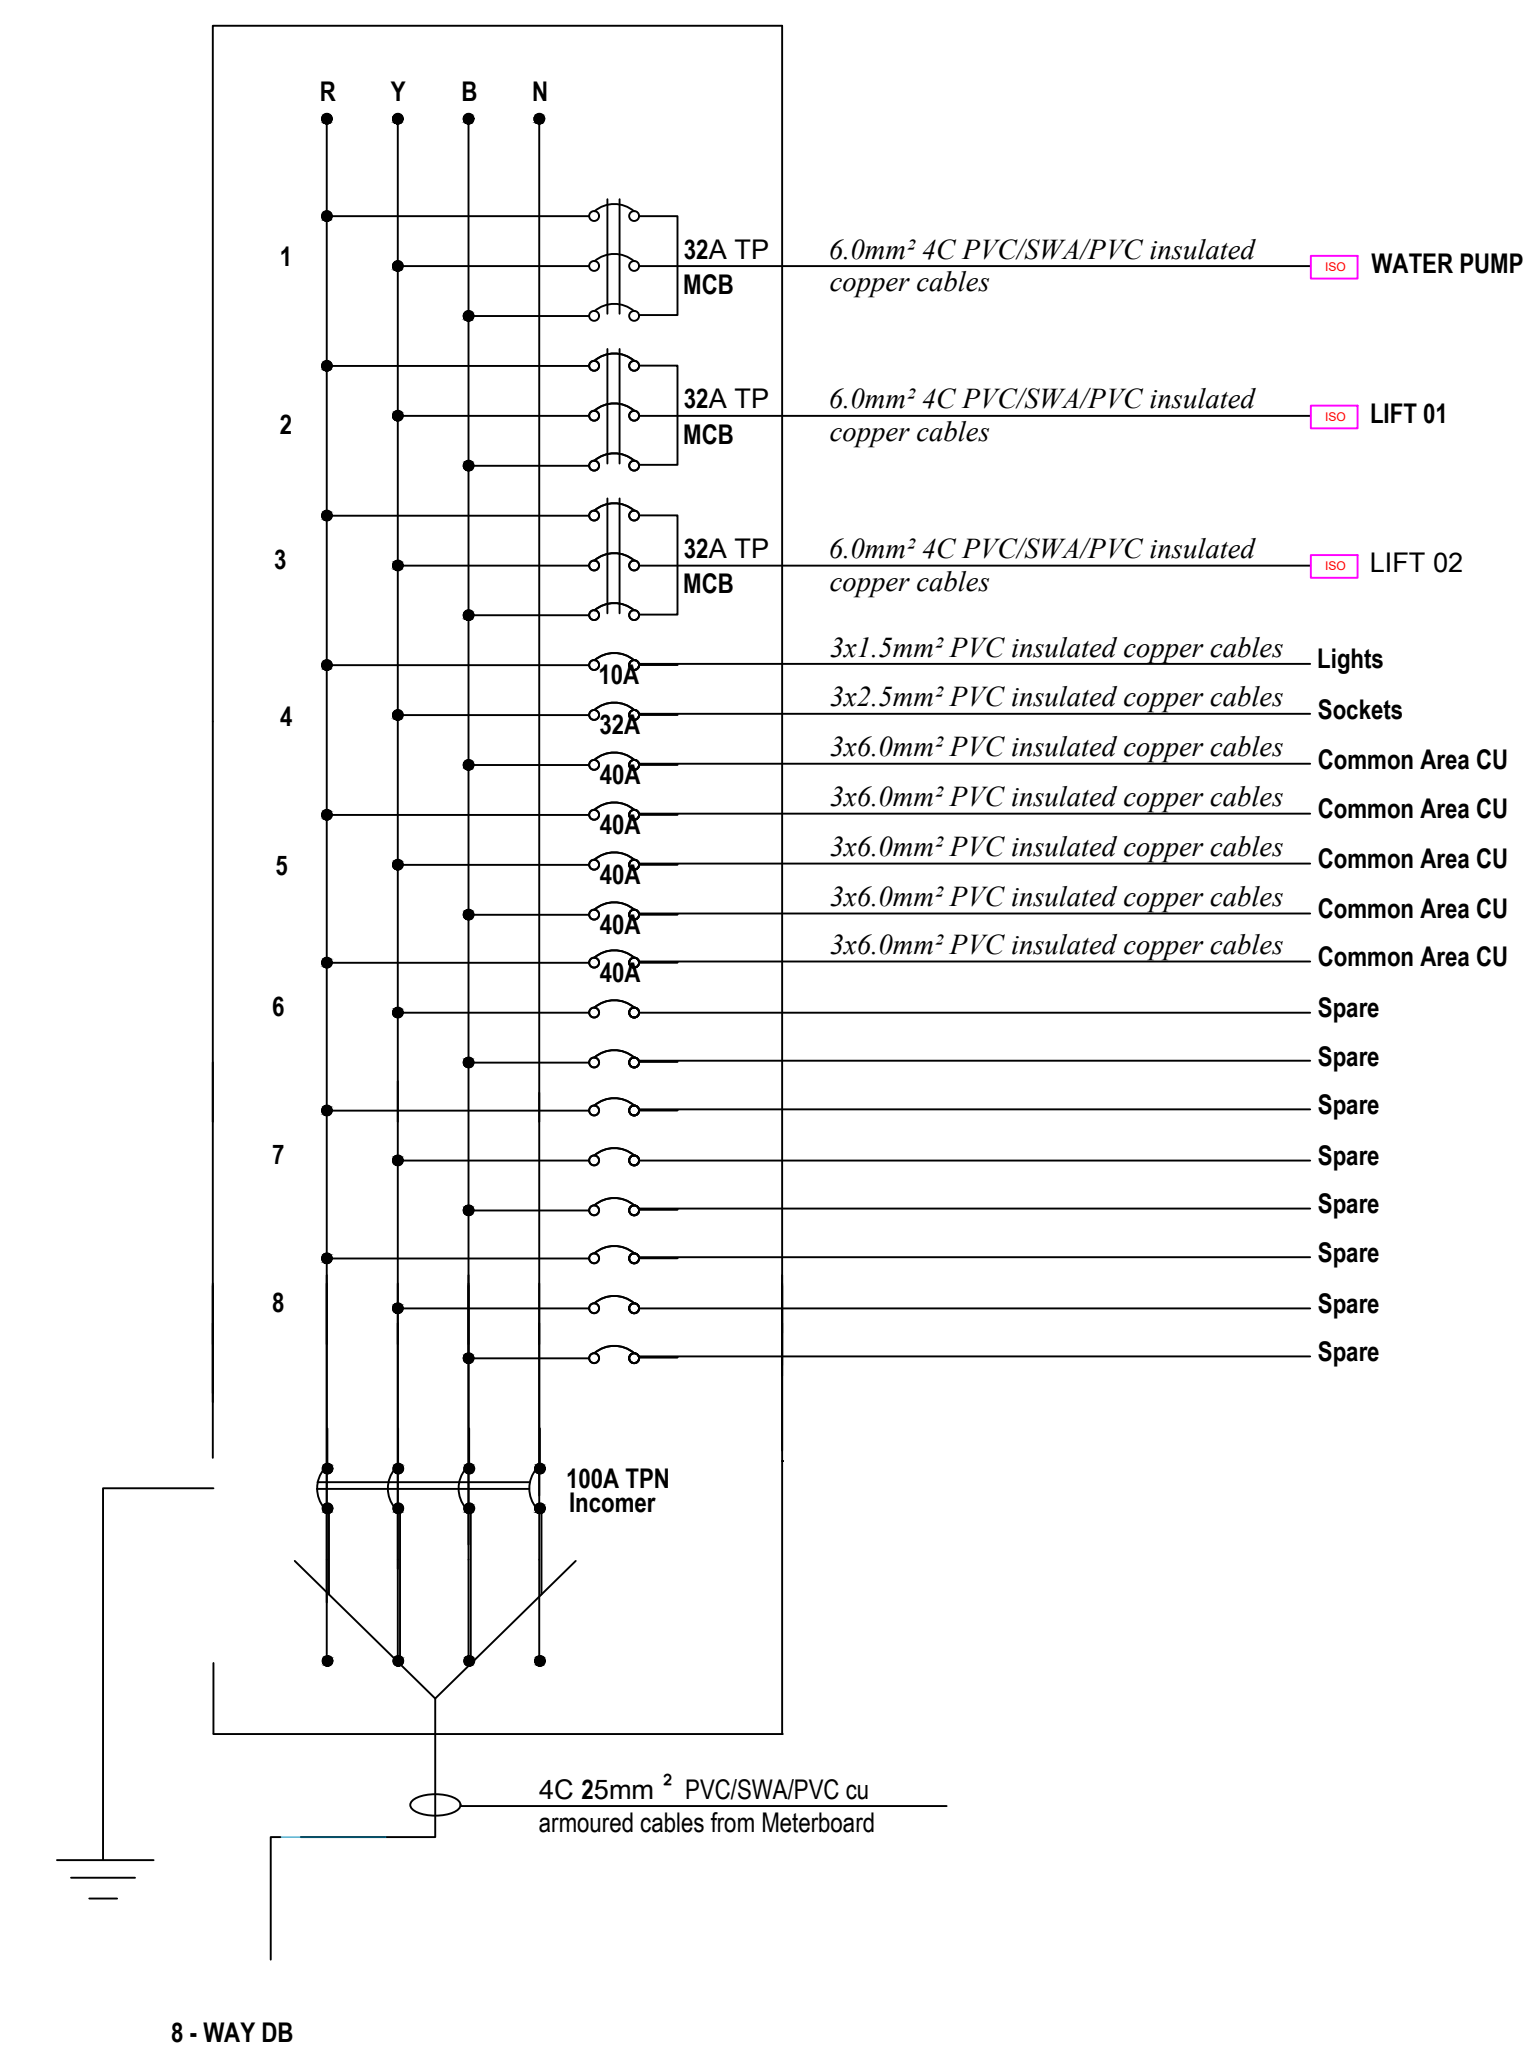 R Y B N
1
32A TP
MCB
6.0mm² 4C PVC/SWA/PVC insulated
copper cables
ISO
WATER PUMP
2
32A TP
MCB
6.0mm² 4C PVC/SWA/PVC insulated
copper cables
ISO
LIFT 01
3
32A TP
MCB
6.0mm² 4C PVC/SWA/PVC insulated
copper cables
ISO
LIFT 02
10A
3x1.5mm² PVC insulated copper cables
Lights
4
32A
3x2.5mm² PVC insulated copper cables
Sockets
40A
3x6.0mm² PVC insulated copper cables
Common Area CU
40A
3x6.0mm² PVC insulated copper cables
Common Area CU
5
40A
3x6.0mm² PVC insulated copper cables
Common Area CU
40A
3x6.0mm² PVC insulated copper cables
Common Area CU
40A
3x6.0mm² PVC insulated copper cables
Common Area CU
6
Spare
Spare
Spare
7
Spare
Spare
Spare
8
Spare
Spare
100A TPN
Incomer
4C 25mm ² PVC/SWA/PVC cu
armoured cables from Meterboard
8 - WAY DB